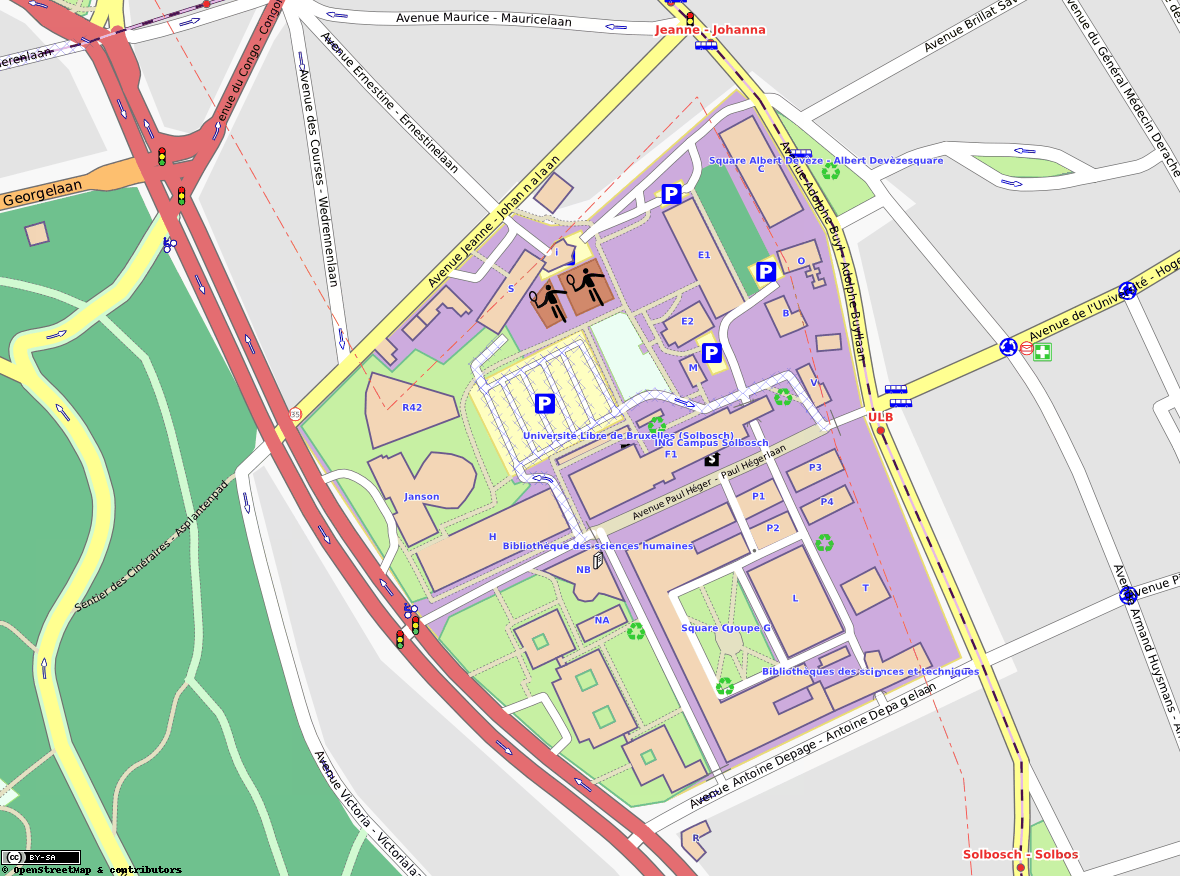 Avenue Maurice - Mauricelaan
Jeanne - Johanna
Avenue Brillat Sav
Avenue du Général Médecin Derache
erenlaan
enue du Congo - Congo
Avenue Ernestine - Ernestinelaan
Avenue des Courses - Wedrennenlaan
Georgelaan
Avenue Jeanne - Johannalaan
Square Albert Devèze - Albert Devèzesquare
C
P
E1
O
i
S
P
B
E2
P
M
V
Avenue Adolphe Buyl - Adolphe Buyllaan
Avenue de l'Université - Hoge
R42
P
35
ULB
Université Libre de Bruxelles (Solbosch)
ING Campus Solbosch
F1
Avenue Paul Héger - Paul Hégerlaan
P3
Janson
P1
P4
P2
H
Bibliothèque des sciences humaines
NB
Sentier des Cinéraires - Asplantenpad
L
T
NA
Square Groupe G
Bibliothèques des sciences et techniques
D
Avenue Antoine Depage - Antoine Depagelaan
Avenue Victoria - Victoriala
Armand Huysmans - A
R
Solbosch - Solbos
cc BY-SA
© OpenStreetMap & contributors